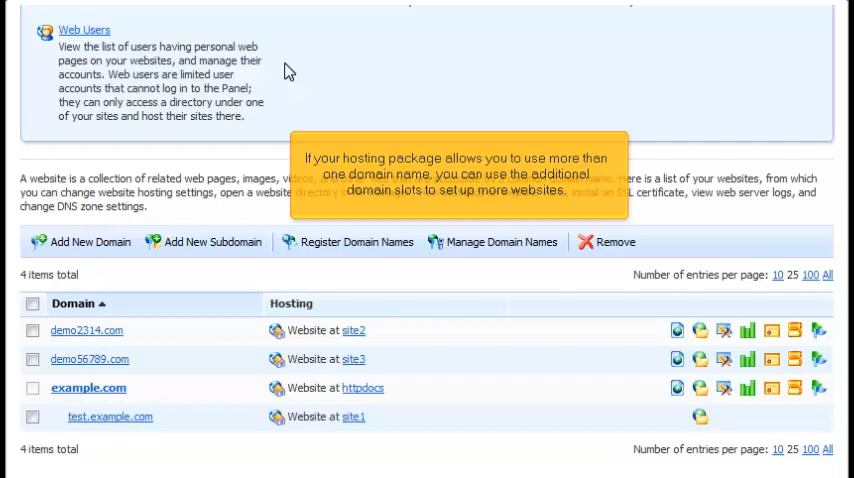 Web Users
View the list of users having personal web
pages on your websites, and manage their
accounts. Web users are limited user
accounts that cannot log in to the Panel;
they can only access a directory under one
of your sites and host their sites there.
If your hosting package allows you to use more than
one domain name, you can use the additional
domain slots to set up more websites.
A website is a collection of related web pages, images, name. Here is a list of your websites, from which
you can change website hosting settings, open a website directory install an SSL certificate, view web server logs, and
change DNS zone settings.
Add New Domain Add New Subdomain Register Domain Names Manage Domain Names Remove
4 items total Number of entries per page: 10 25 100 All
Domain Hosting
demo2314.com Website at site2
demo56789.com Website at site3
example.com Website at httpdocs
test.example.com Website at site1
4 items total Number of entries per page: 10 25 100 All